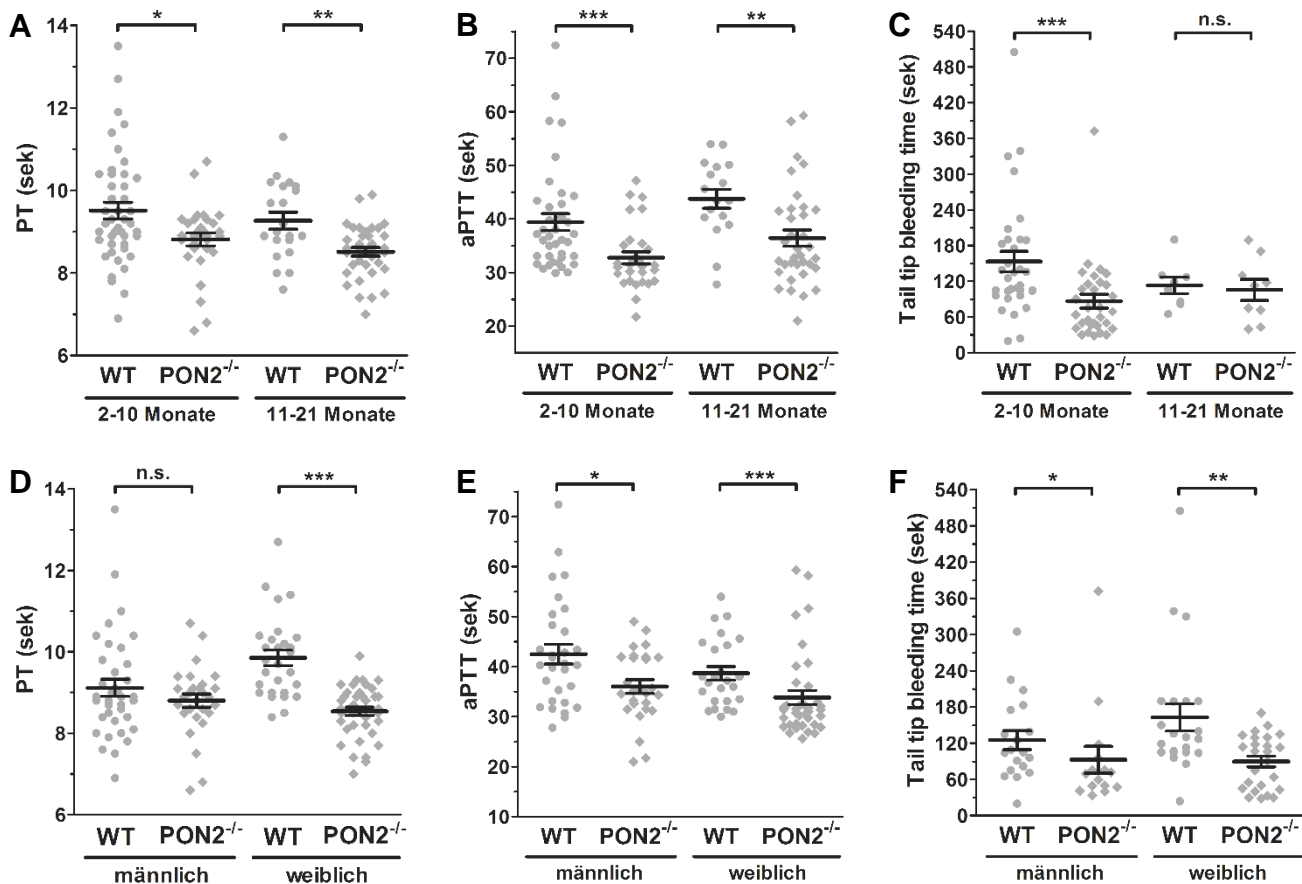 A
PT (sek)
14
12
10
8
6
*
**
WT PON2-/- WT PON2-/-
2-10 Monate 11-21 Monate
B
aPTT (sek)
70
60
50
40
30
20
***
**
WT PON2-/- WT PON2-/-
2-10 Monate 11-21 Monate
C
Tail tip bleeding time (sek)
540
480
420
360
300
240
180
120
60
0
***
n.s.
WT PON2-/- WT PON2-/-
2-10 Monate 11-21 Monate
D
PT (sek)
14
12
10
8
6
n.s.
***
WT PON2-/- WT PON2-/-
männlich weiblich
E
aPTT (sek)
70
60
50
40
30
20
10
*
***
WT PON2-/- WT PON2-/-
männlich weiblich
F
Tail tip bleeding time (sek)
540
480
420
360
300
240
180
120
60
0
*
**
WT PON2-/- WT PON2-/-
männlich weiblich